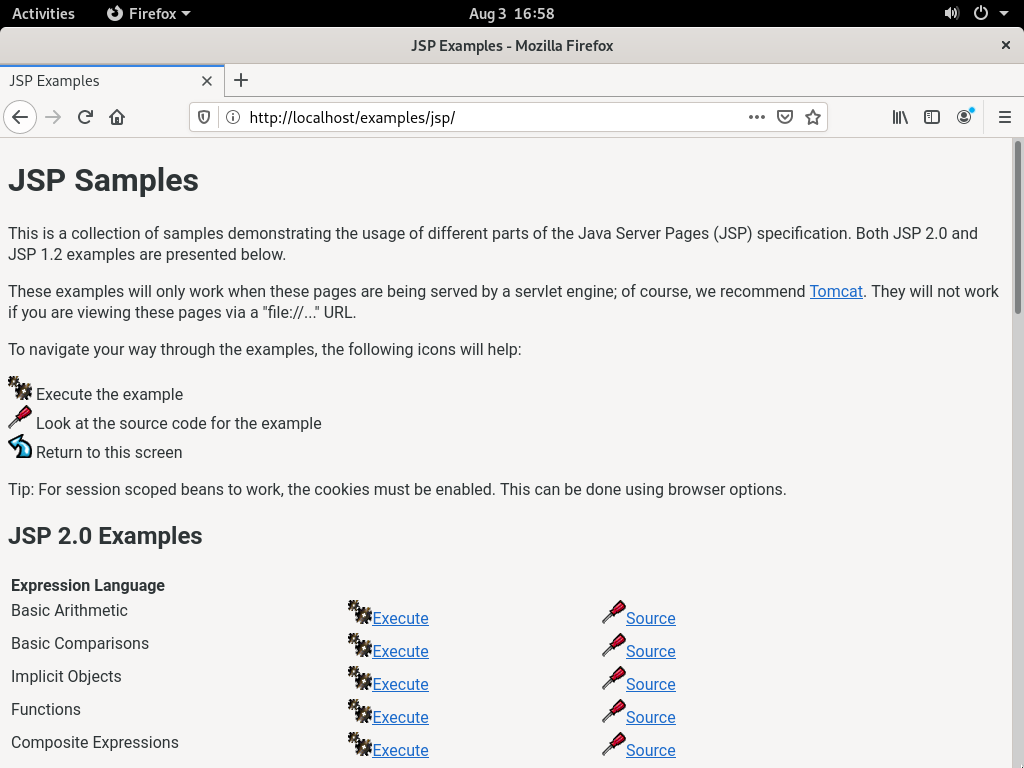 Activities Firefox Aug 3 16:58
JSP Examples - Mozilla Firefox
JSP Examples
http://localhost/examples/jsp/
JSP Samples
This is a collection of samples demonstrating the usage of different parts of the Java Server Pages (JSP) specification. Both JSP 2.0 and
JSP 1.2 examples are presented below.
These examples will only work when these pages are being served by a servlet engine; of course, we recommend Tomcat. They will not work
if you are viewing these pages via a "file://..." URL.
To navigate your way through the examples, the following icons will help:
Execute the example
Look at the source code for the example
Return to this screen
Tip: For session scoped beans to work, the cookies must be enabled. This can be done using browser options.
JSP 2.0 Examples
Expression Language
Basic Arithmetic Execute Source
Basic Comparisons Execute Source
Implicit Objects Execute Source
Functions Execute Source
Composite Expressions Execute Source